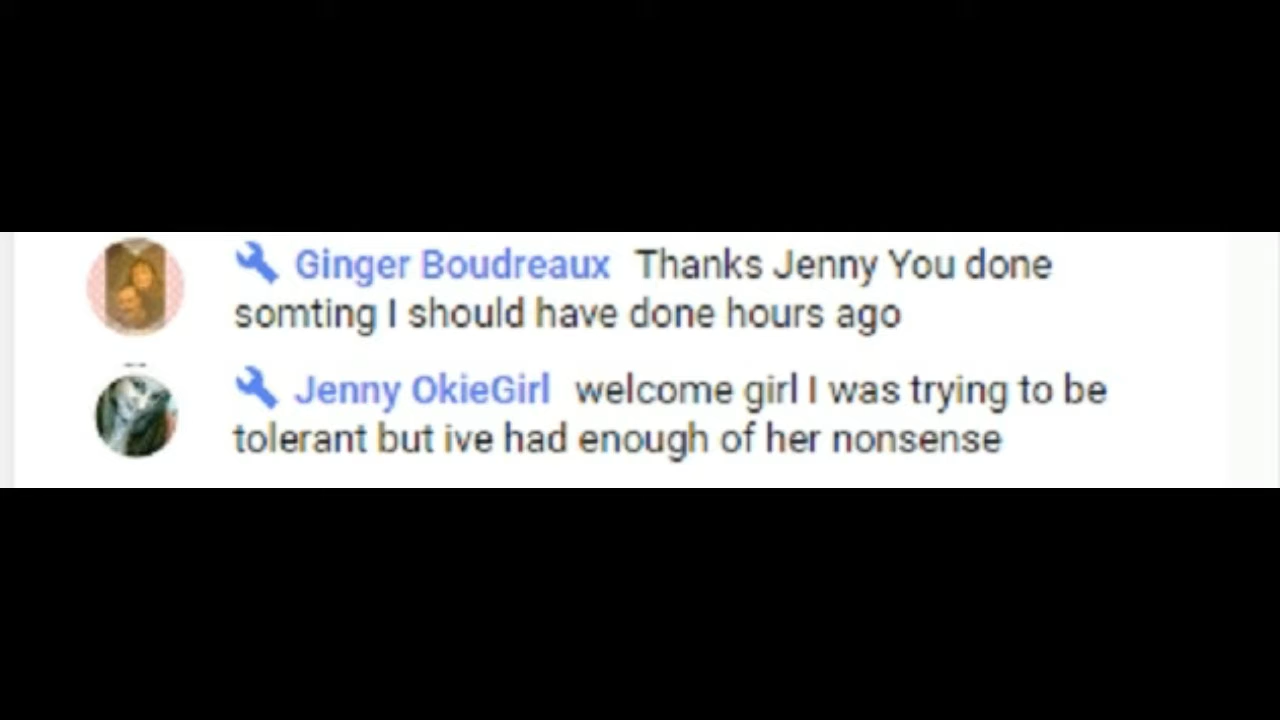 Ginger Boudreaux Thanks Jenny You done
somting I should have done hours ago
Jenny OkieGirl welcome girl I was trying to be
tolerant but ive had enough of her nonsense